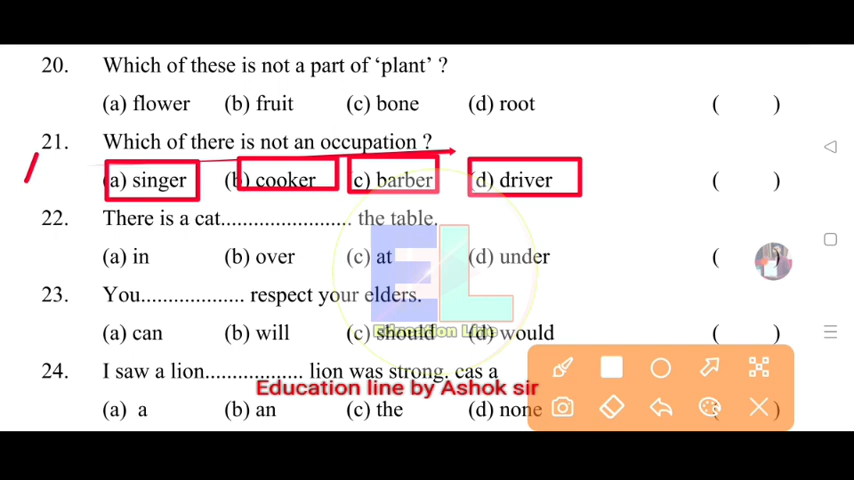 20. Which of these is not a part of ‘plant’ ?
(a) flower (b) fruit (c) bone (d) root ( )
21. Which of there is not an occupation ?
(a) singer (b) cooker (c) barber (d) driver ( )
22. There is a cat........................ the table.
(a) in (b) over (c) at (d) under ( )
EL
23. You................... respect your elders.
(a) can (b) will (c) should (d) would ( )
Education Line
24. I saw a lion.................. lion was strong. cas a
Education line by Ashok sir
(a) a (b) an (c) the (d) none ( )